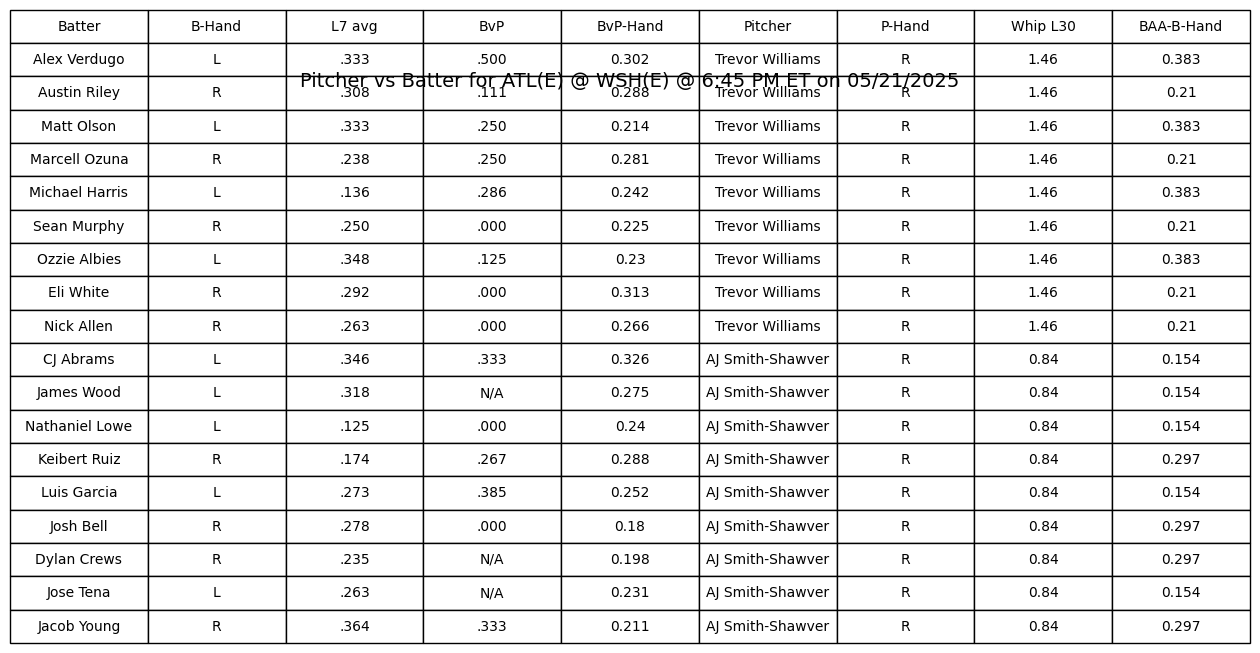 Batter B-Hand L7 avg BvP BvP-Hand Pitcher P-Hand Whip L30 BAA-B-Hand
Alex Verdugo L .333 .500 0.302 Trevor Williams R 1.46 0.383
Pitcher vs Batter for ATL(E) @ WSH(E) @ 6:45 PM ET on 05/21/2025
Austin Riley R .308 .111 0.288 Trevor Williams R 1.46 0.21
Matt Olson L .333 .250 0.214 Trevor Williams R 1.46 0.383
Marcell Ozuna R .238 .250 0.281 Trevor Williams R 1.46 0.21
Michael Harris L .136 .286 0.242 Trevor Williams R 1.46 0.383
Sean Murphy R .250 .000 0.225 Trevor Williams R 1.46 0.21
Ozzie Albies L .348 .125 0.23 Trevor Williams R 1.46 0.383
Eli White R .292 .000 0.313 Trevor Williams R 1.46 0.21
Nick Allen R .263 .000 0.266 Trevor Williams R 1.46 0.21
CJ Abrams L .346 .333 0.326 AJ Smith-Shawver R 0.84 0.154
James Wood L .318 N/A 0.275 AJ Smith-Shawver R 0.84 0.154
Nathaniel Lowe L .125 .000 0.24 AJ Smith-Shawver R 0.84 0.154
Keibert Ruiz R .174 .267 0.288 AJ Smith-Shawver R 0.84 0.297
Luis Garcia L .273 .385 0.252 AJ Smith-Shawver R 0.84 0.154
Josh Bell R .278 .000 0.18 AJ Smith-Shawver R 0.84 0.297
Dylan Crews R .235 N/A 0.198 AJ Smith-Shawver R 0.84 0.297
Jose Tena L .263 N/A 0.231 AJ Smith-Shawver R 0.84 0.154
Jacob Young R .364 .333 0.211 AJ Smith-Shawver R 0.84 0.297